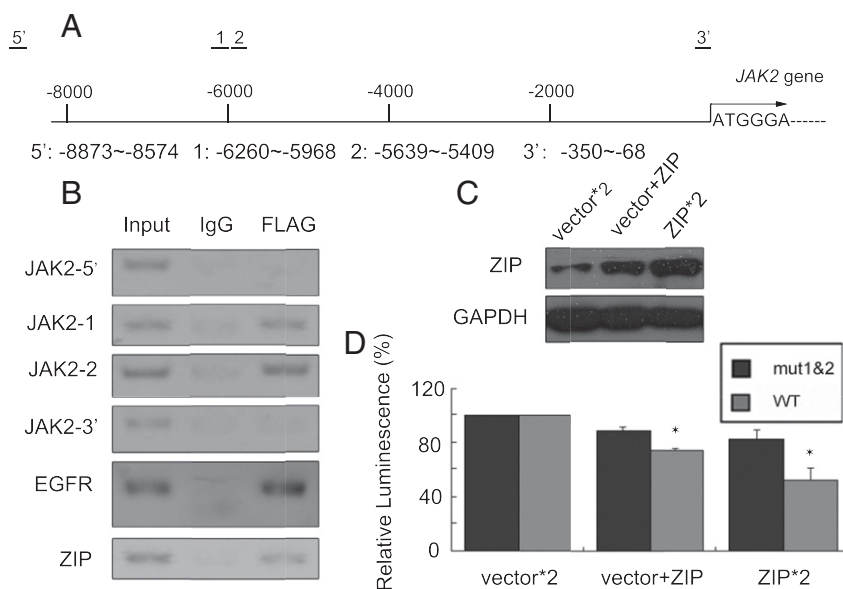 A
5’ 1 2 3’
-8000 -6000 -4000 -2000 JAK2 gene
ATGGGA------
5’: -8873~-8574 1: -6260~-5968 2: -5639~-5409 3’: -350~-68
B
Input IgG FLAG
JAK2-5’
JAK2-1
JAK2-2
JAK2-3’
EGFR
ZIP
C
vector*2 vector+ZIP ZIP*2
ZIP
GAPDH
D
Relative Luminescence (%)
120
80
40
0
mut1&2
WT
*
*
vector*2 vector+ZIP ZIP*2